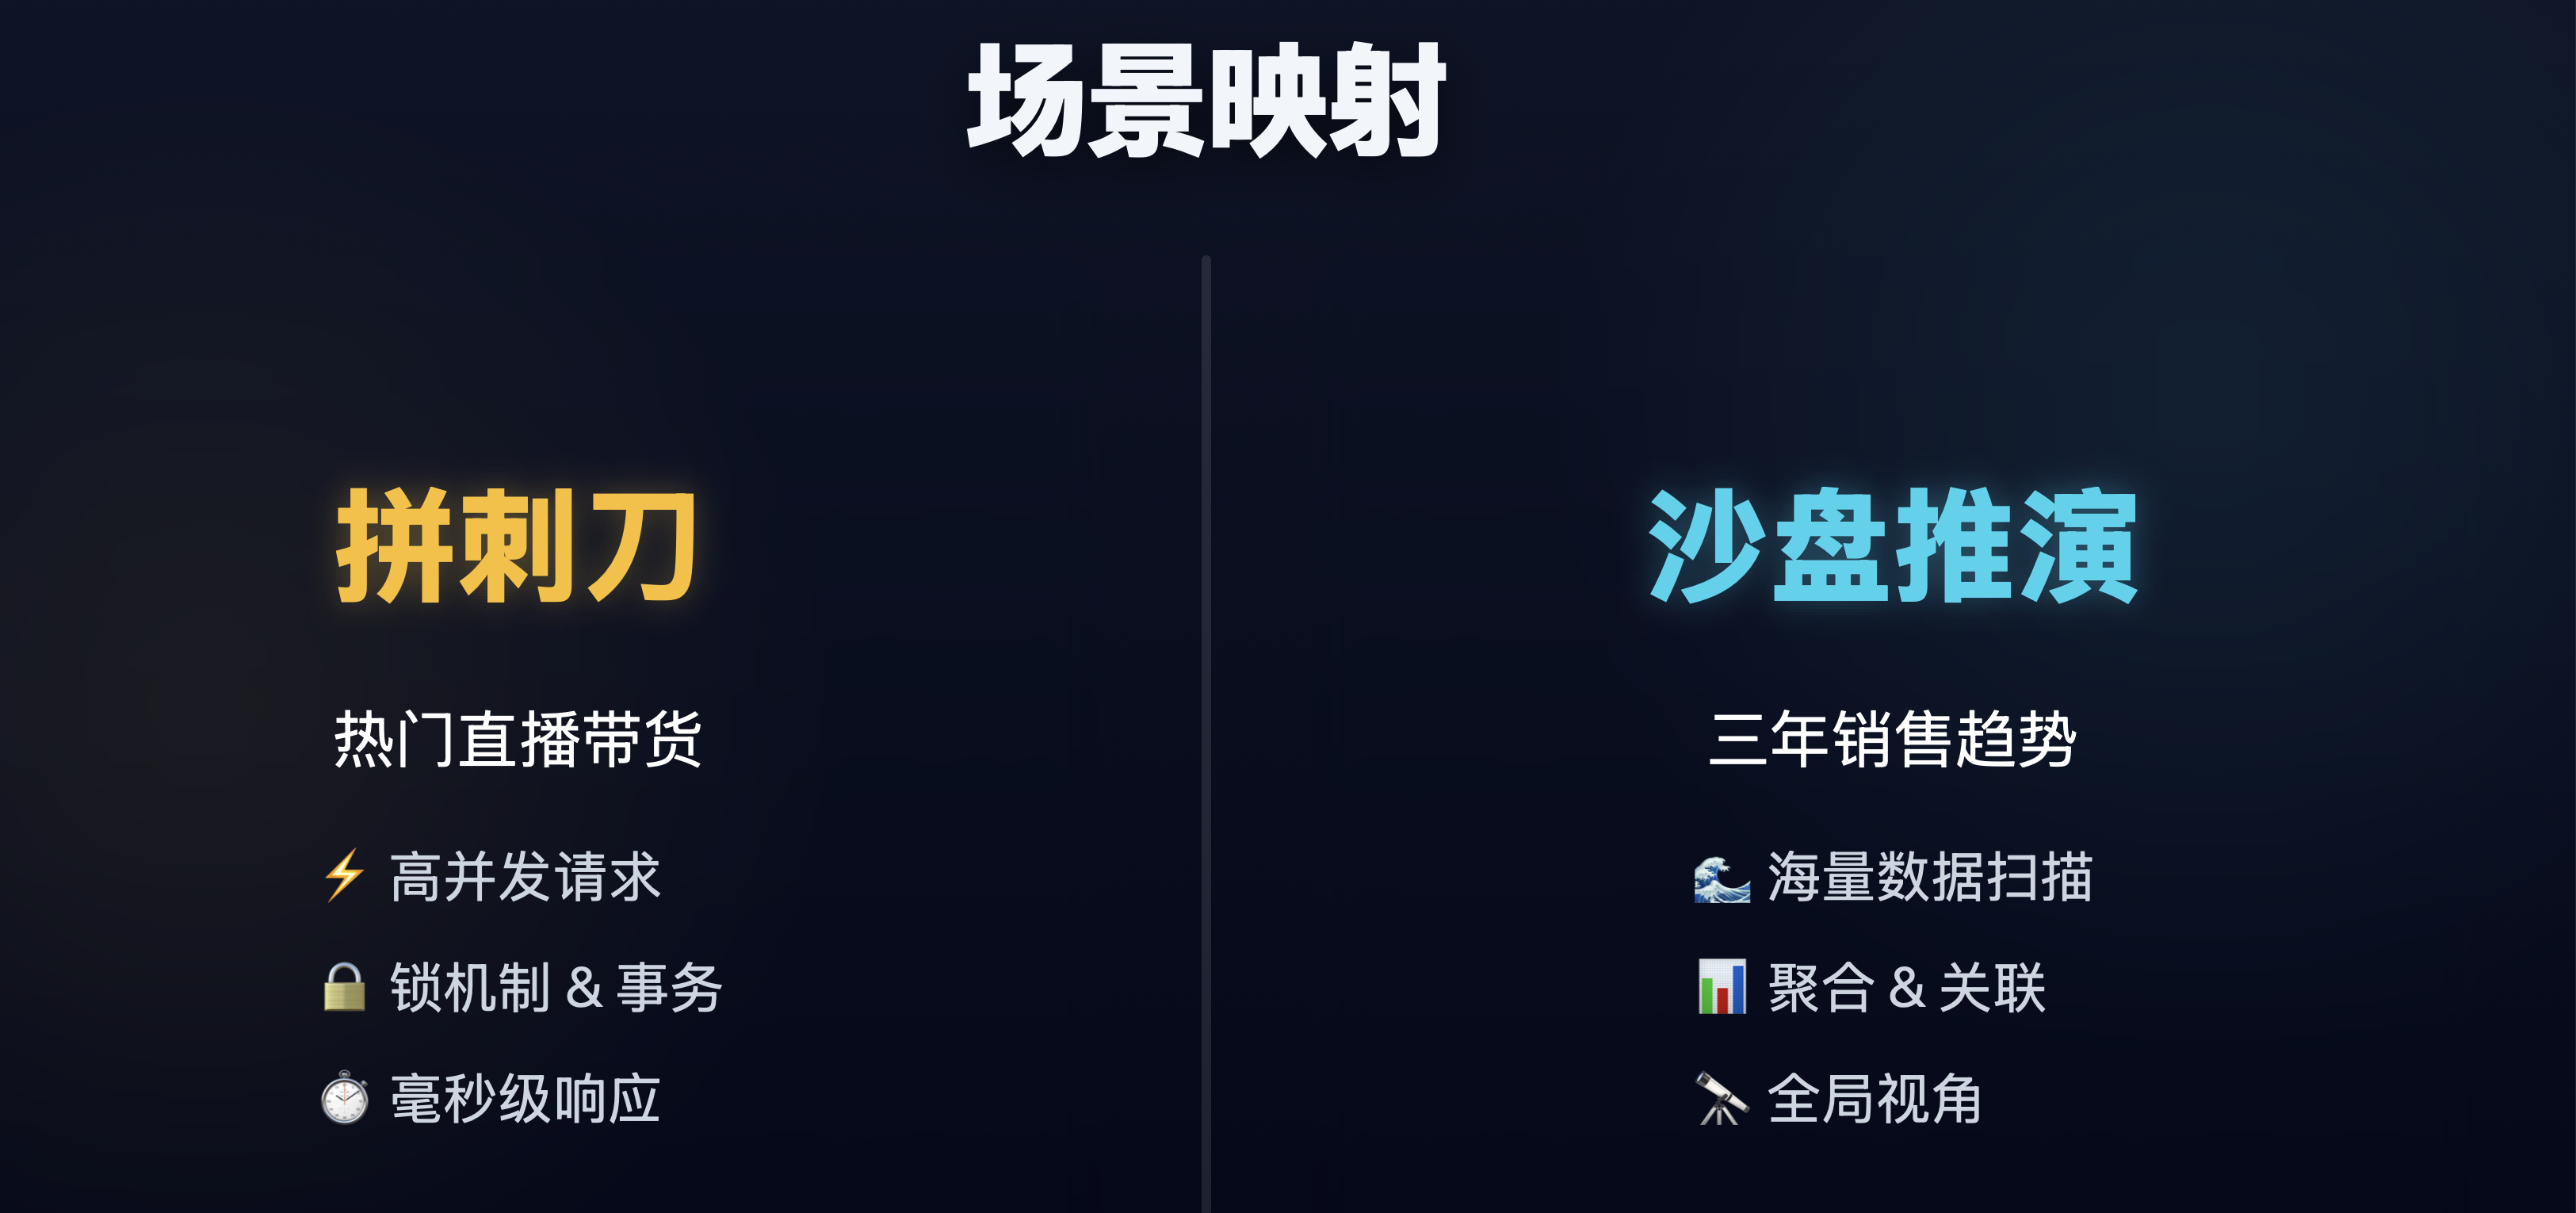 场景映射
拼刺刀
热门直播带货
⚡ 高并发请求
🔒 锁机制 & 事务
⏱ 毫秒级响应
沙盘推演
三年销售趋势
🌊 海量数据扫描
📊 聚合 & 关联
🔭 全局视角